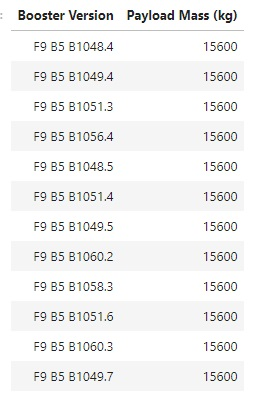 Booster Version Payload Mass (kg)
F9 B5 B1048.4 15600
F9 B5 B1049.4 15600
F9 B5 B1051.3 15600
F9 B5 B1056.4 15600
F9 B5 B1048.5 15600
F9 B5 B1051.4 15600
F9 B5 B1049.5 15600
F9 B5 B1060.2 15600
F9 B5 B1058.3 15600
F9 B5 B1051.6 15600
F9 B5 B1060.3 15600
F9 B5 B1049.7 15600